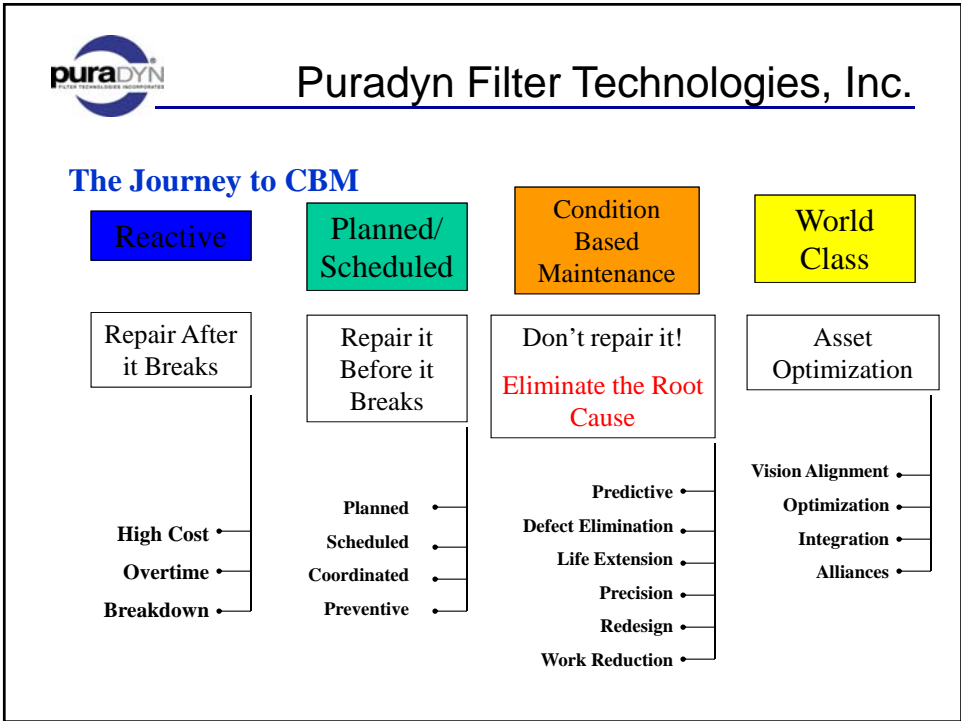 puraDYN®
FILTER TECHNOLOGIES INCORPORATED
Puradyn Filter Technologies, Inc.
The Journey to CBM
Reactive
Repair After
it Breaks
High Cost
Overtime
Breakdown
Planned/
Scheduled
Repair it
Before it
Breaks
Planned
Scheduled
Coordinated
Preventive
Condition
Based
Maintenance
Don't repair it!
Eliminate the Root
Cause
Predictive
Defect Elimination
Life Extension
Precision
Redesign
Work Reduction
World
Class
Asset
Optimization
Vision Alignment
Optimization
Integration
Alliances